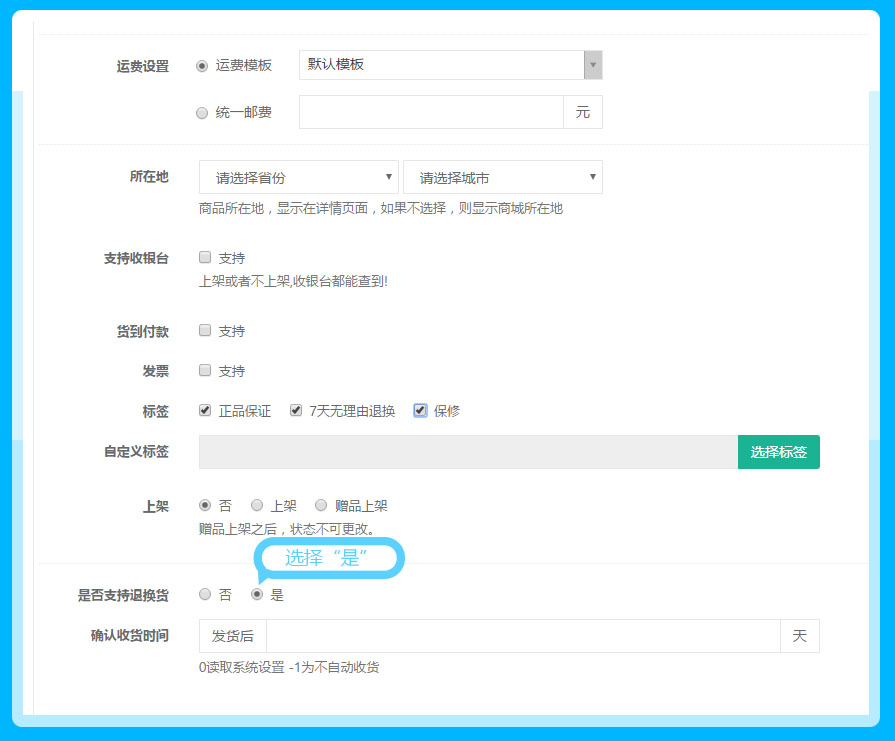 运费设置 运费模板 默认模板
统一邮费 元
所在地 请选择省份 请选择城市
商品所在地，显示在详情页面，如果不选择，则显示商城所在地
支持收银台 支持
上架或者不上架,收银台都能查到!
货到付款 支持
发票 支持
标签 正品保证 7天无理由退换 保修
自定义标签 选择标签
上架 否 上架 赠品上架
赠品上架之后，状态不可更改。
选择“是”
是否支持退换货 否 是
确认收货时间 发货后 天
0读取系统设置 -1为不自动收货